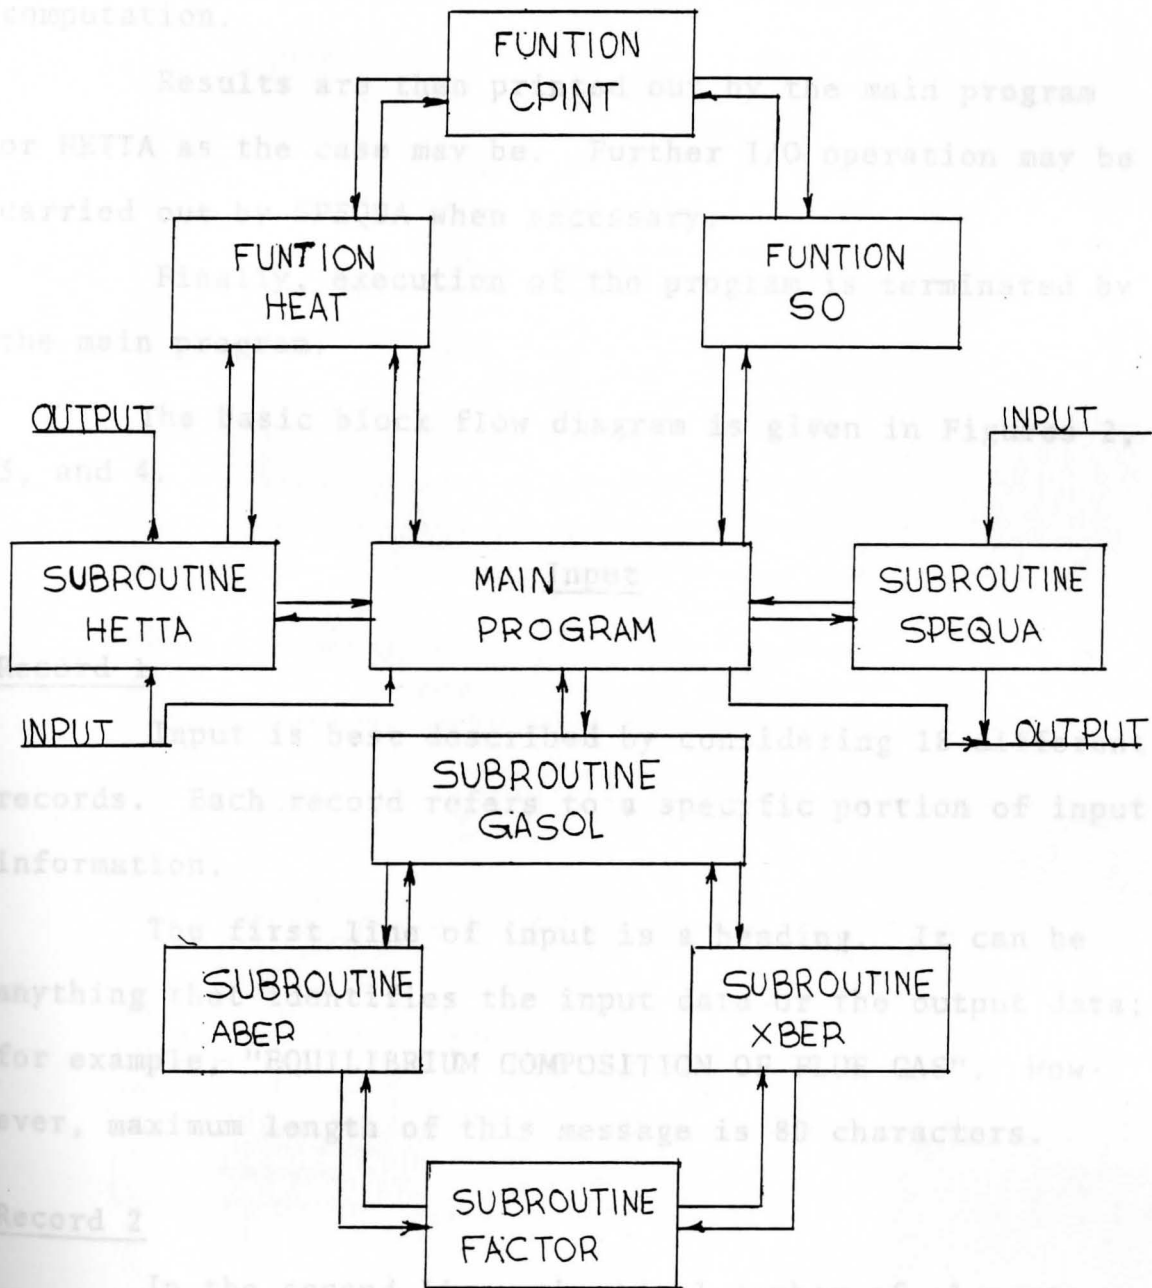 computation.
FUNTION
CPINT
Results are then printed out by the main program
or HETTA as the case may be. Further I/O operation may be
carried out by SPEQUA when necessary.
FUNTION
HEAT
FUNTION
SO
Finally, execution of the program is terminated by
the main program.
OUTPUT
INPUT
The basic block flow diagram is given in Figures 2,
3, and 4.
SUBROUTINE
HETTA
MAIN
PROGRAM
SUBROUTINE
SPEQUA
Input
Record 1
INPUT
OUTPUT
Input is best described by considering 18 different
records. Each record refers to a specific portion of input
information.
SUBROUTINE
GASOL
The first line of input is a heading. It can be
anything that identifies the input data or the output data;
for example, "EQUILIBRIUM COMPOSITION OF FLUE GAS". How-
ever, maximum length of this message is 80 characters.
SUBROUTINE
ABER
SUBROUTINE
XBER
SUBROUTINE
FACTOR
Record 2
In the second